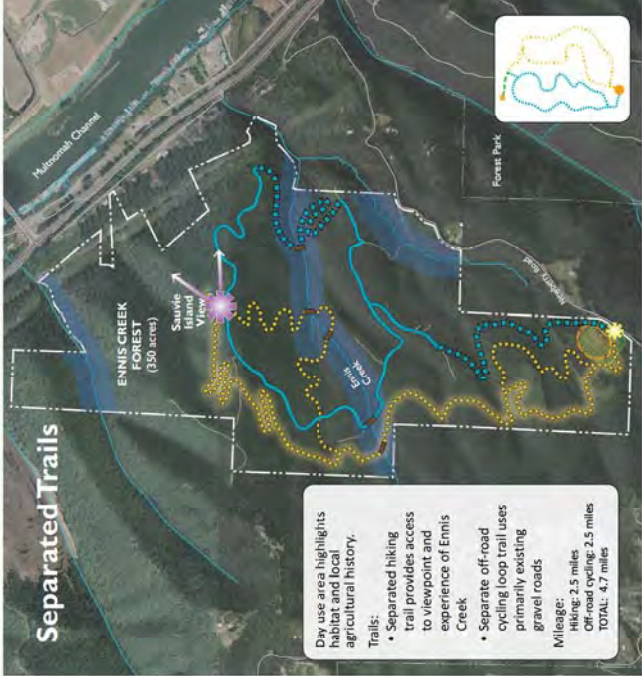 Separated Trails
ENNIS CREEK
FOREST
(350 acres)
Multnomah Channel
Sauvie
Island
View
Ennis
Creek
Forest Park
Newberry Road
Day use area highlights
habitat and local
agricultural history.
Trails:
• Separated hiking
trail provides access
to viewpoint and
experience of Ennis
Creek
• Separate off-road
cycling loop trail uses
primarily existing
gravel roads
Mileage:
Hiking: 2.5 miles
Off-road cycling: 2.5 miles
TOTAL: 4.7 miles